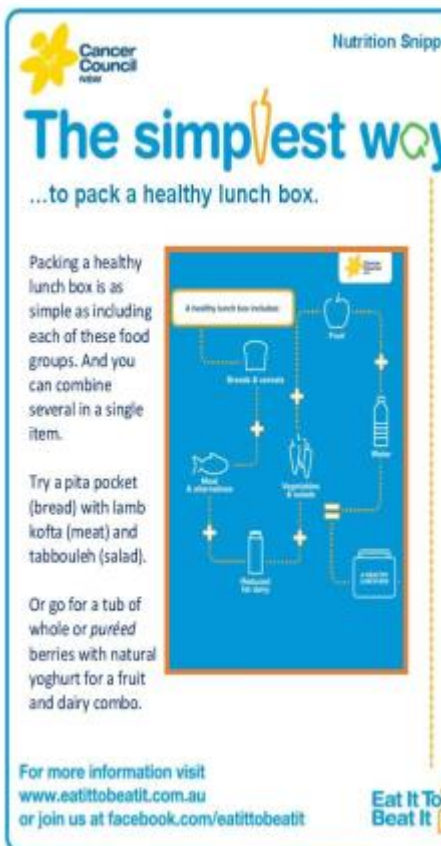 Cancer
Council
NSW
Nutrition Snipp
The simplest way
...to pack a healthy lunch box.
Packing a healthy
lunch box is as
simple as including
each of these food
groups. And you
can combine
several in a single
item.
Try a pita pocket
(bread) with lamb
kofta (meat) and
tabbouleh (salad).
Or go for a tub of
whole or puréed
berries with natural
yoghurt for a fruit
and dairy combo.
Cancer
Council
A healthy lunch box includes:
Breads & cereals
Meat
& alternatives
Reduced
fat dairy
Vegetables
& salads
Fruit
Water
A HEALTHY
LUNCH BOX
For more information visit
www.eatittobeatit.com.au
or join us at facebook.com/eatittobeatit
Eat It To
Beat It